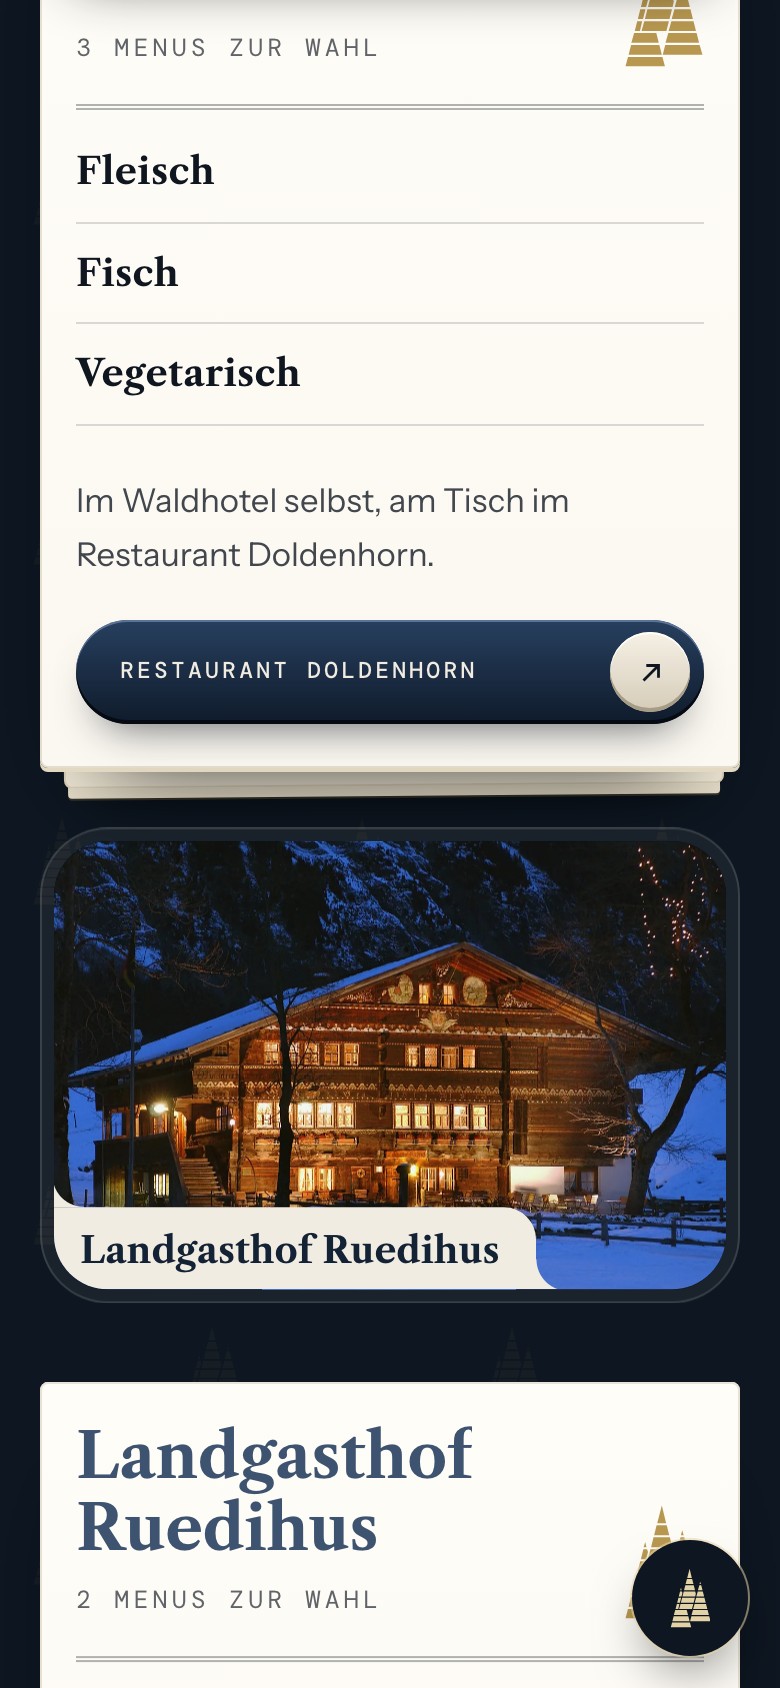 3 MENUS ZUR WAHL
Fleisch
Fisch
Vegetarisch
Im Waldhotel selbst, am Tisch im
Restaurant Doldenhorn.
RESTAURANT DOLDENHORN
Landgasthof Ruedihus
Landgasthof
Ruedihus
2 MENUS ZUR WAHL